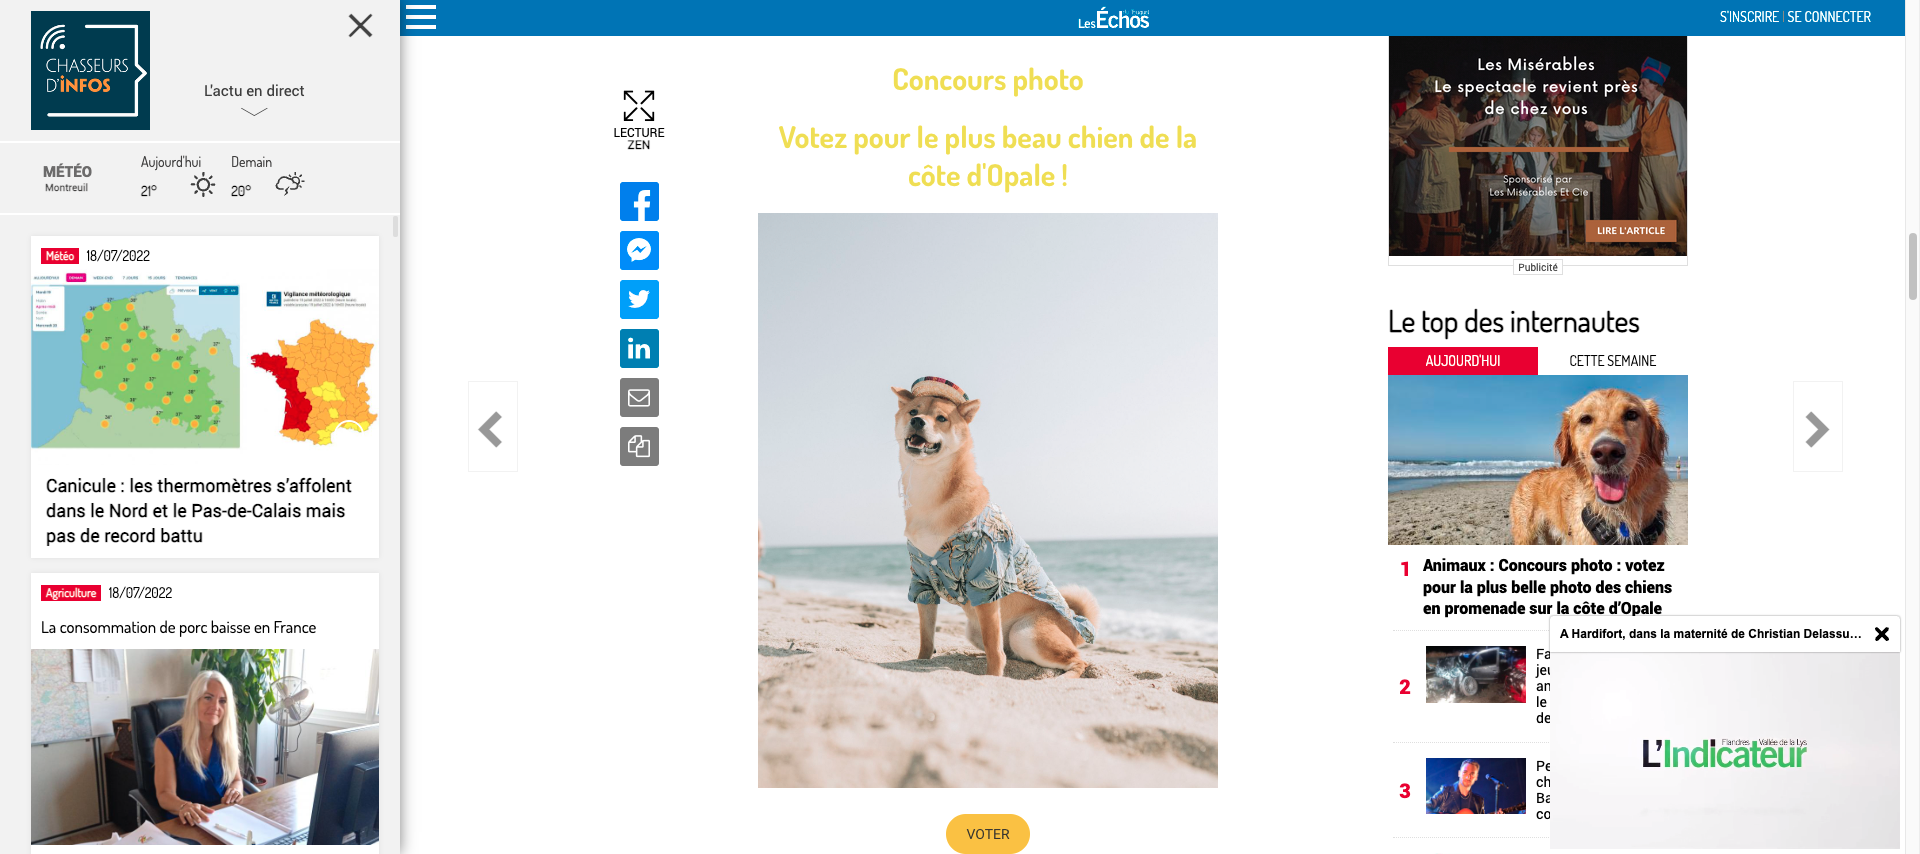 CHASSEURS
D'INFOS
L'actu en direct
MÉTÉO
Montreuil
Aujourd'hui
21°
Demain
20°
Météo 18/07/2022
Vigilance météorologique
Canicule : les thermomètres s'affolent
dans le Nord et le Pas-de-Calais mais
pas de record battu
Agriculture 18/07/2022
La consommation de porc baisse en France
Les Échos
S'INSCRIRE | SE CONNECTER
LECTURE
ZEN
Concours photo
Votez pour le plus beau chien de la
côte d'Opale !
VOTER
Les Misérables
Le spectacle revient près
de chez vous
Sponsorisé par
Les Misérables Et Cie
LIRE L'ARTICLE
Publicité
Le top des internautes
AUJOURD'HUI
CETTE SEMAINE
1
Animaux : Concours photo : votez
pour la plus belle photo des chiens
en promenade sur la côte d'Opale
2
Fa
jeu
an
le
de
3
Pe
ch
Ba
co
A Hardifort, dans la maternité de Christian Delassu...
Flandres Vallée de la Lys
L'Indicateur